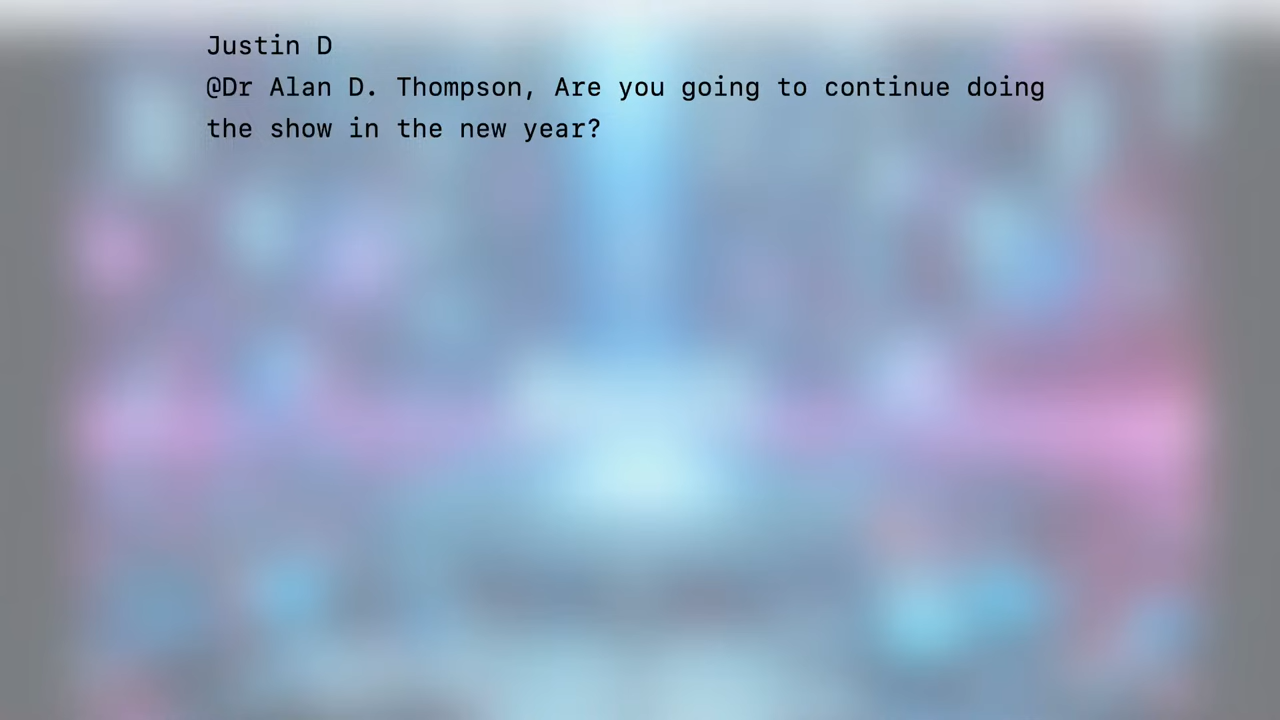 Justin D
@Dr Alan D. Thompson, Are you going to continue doing
the show in the new year?